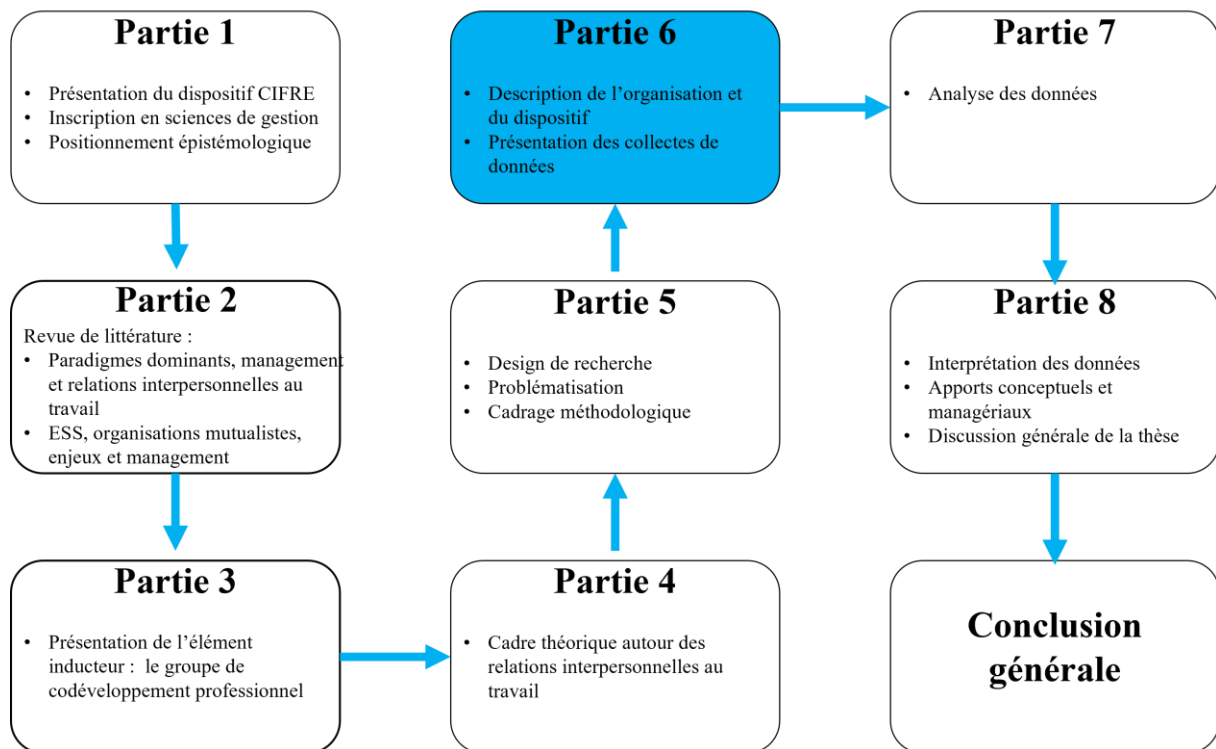 Partie 1
• Présentation du dispositif CIFRE
• Inscription en sciences de gestion
• Positionnement épistémologique
Partie 2
Revue de littérature :
• Paradigmes dominants, management
et relations interpersonnelles au
travail
• ESS, organisations mutualistes,
enjeux et management
Partie 3
• Présentation de l’élément
inducteur : le groupe de
codéveloppement professionnel
Partie 4
• Cadre théorique autour des
relations interpersonnelles au
travail
Partie 5
• Design de recherche
• Problématisation
• Cadrage méthodologique
Partie 6
• Description de l’organisation et
du dispositif
• Présentation des collectes de
données
Partie 7
• Analyse des données
Partie 8
• Interprétation des données
• Apports conceptuels et
managériaux
• Discussion générale de la thèse
Conclusion
générale